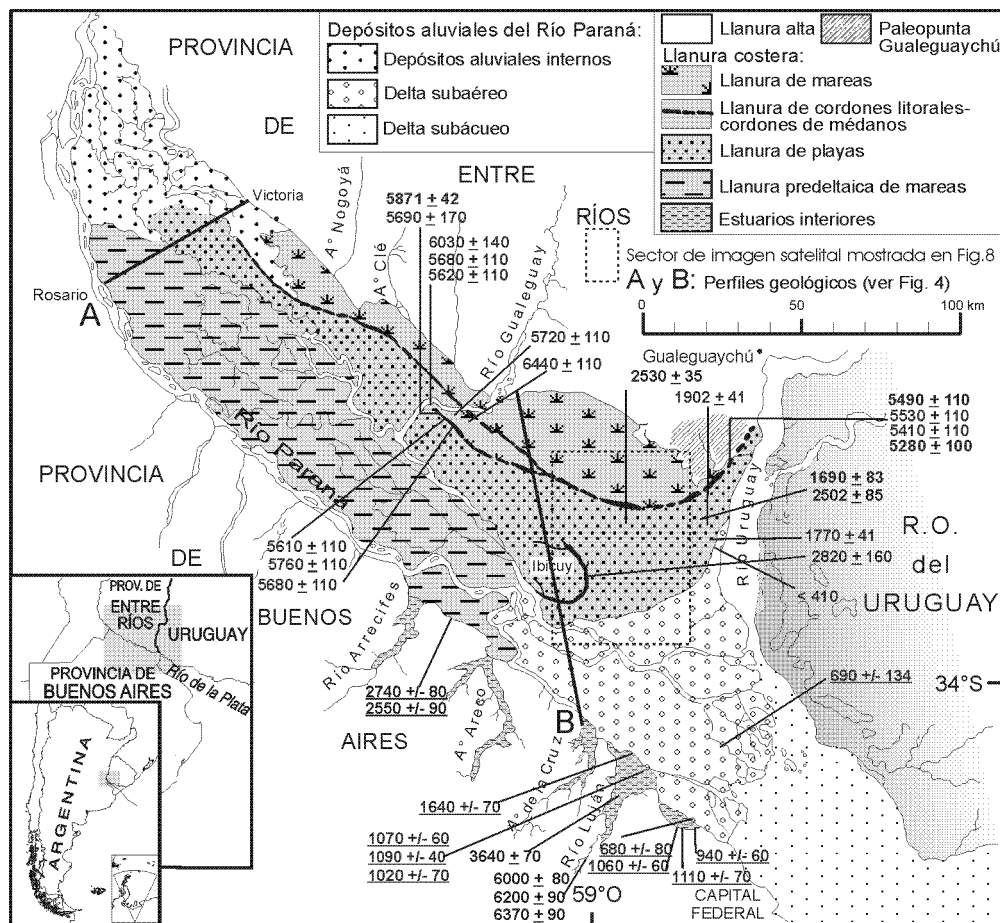 PROVINCIA
DE
ENTRE
RÍOS
Depósitos aluviales del Río Paraná:
Depósitos aluviales internos
Delta subaéreo
Delta subácueo
Llanura alta
Paleopunta
Gualeguaychú
Llanura costera:
Llanura de mareas
Llanura de cordones litorales-
cordones de médanos
Llanura de playas
Llanura predeltaica de mareas
Estuarios interiores
Sector de imagen satelital mostrada en Fig.8
A y B: Perfiles geológicos (ver Fig. 4)
0 50 100 km
Victoria
Rosario
A
A° Nogoyá
A° Clé
Río Gualeguay
5871 ± 42
5690 ± 170
6030 ± 140
5680 ± 110
5620 ± 110
5720 ± 110
6440 ± 110
Gualeguaychú
2530 ± 35
1902 ± 41
5490 ± 110
5530 ± 110
5410 ± 110
5280 ± 100
1690 ± 83
2502 ± 85
1770 ± 41
2820 ± 160
< 410
Río Uruguay
R. O.
del
URUGUAY
Río Paraná
Ibicuy
PROVINCIA
DE
BUENOS
AIRES
5610 ± 110
5760 ± 110
5680 ± 110
Río Arrecifes
2740 +/- 80
2550 +/- 90
A° Areco
A° de la Cruz
B
Río Luján
690 +/- 134
34°S
1640 +/- 70
1070 +/- 60
1090 +/- 40
1020 +/- 70
3640 ± 70
6000 ± 80
6200 ± 90
6370 ± 90
680 +/- 80
1060 +/- 60
940 +/- 60
1110 +/- 70
CAPITAL
FEDERAL
59°O
PROV. DE
ENTRE
RÍOS
URUGUAY
PROVINCIA DE
BUENOS AIRES
Río de la Plata
ARGENTINA